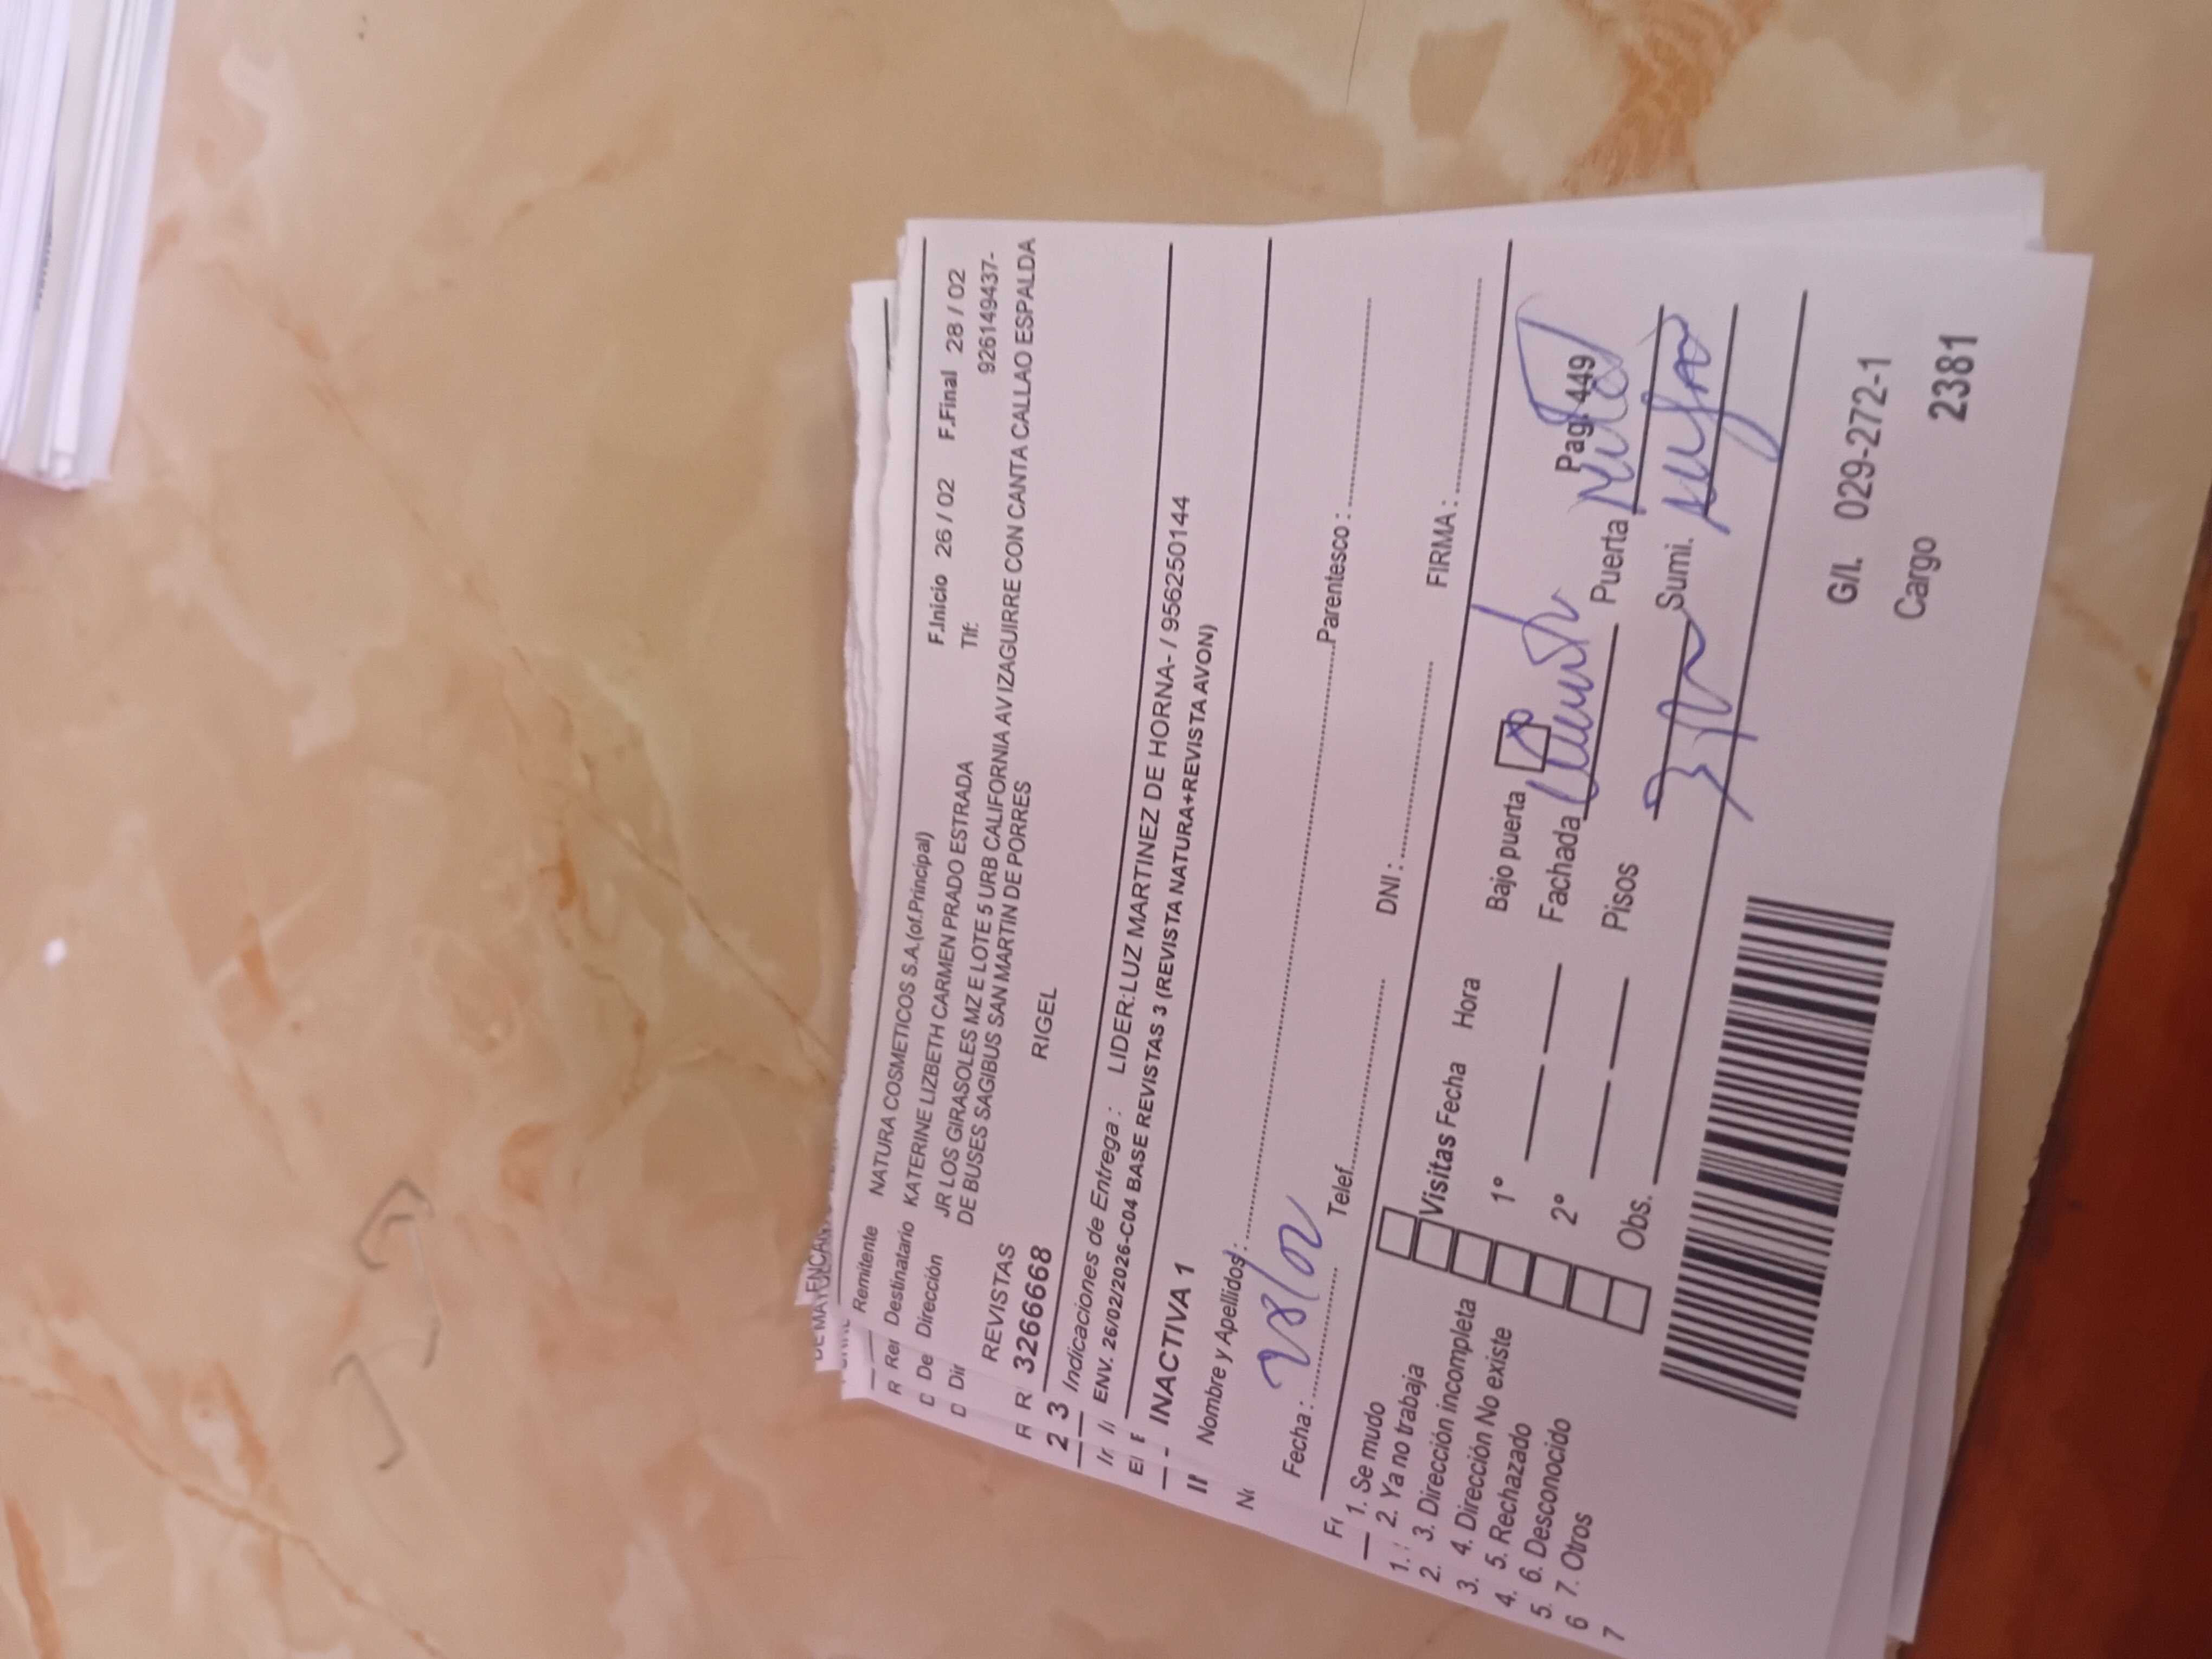 Remitente NATURA COSMETICOS S.A.(of.Principal)
Destinatario KATERINE LIZBETH CARMEN PRADO ESTRADA F.Inicio 26 / 02 F.Final 28 / 02
Dirección JR LOS GIRASOLES MZ E LOTE 5 URB CALIFORNIA AV IZAGUIRRE CON CANTA CALLAO ESPALDA Tlf: 926149437-
DE BUSES SAGIBUS SAN MARTIN DE PORRES
REVISTAS
3266668 RIGEL
Indicaciones de Entrega : LIDER:LUZ MARTINEZ DE HORNA- / 956250144
ENV. 26/02/2026-C04 BASE REVISTAS 3 (REVISTA NATURA+REVISTA AVON)
INACTIVA 1
Nombre y Apellidos: Parentesco :
Fecha : 28/02 Telef. DNI : FIRMA :
1. Se mudo
2. Ya no trabaja
3. Dirección incompleta
4. Dirección No existe
5. Rechazado
6. Desconocido
7. Otros
Visitas Fecha Hora
1º
2º
Obs.
Bajo puerta
Pag. 449
Fachada Puerta
Pisos Sumi.
G/L 029-272-1
Cargo 2381